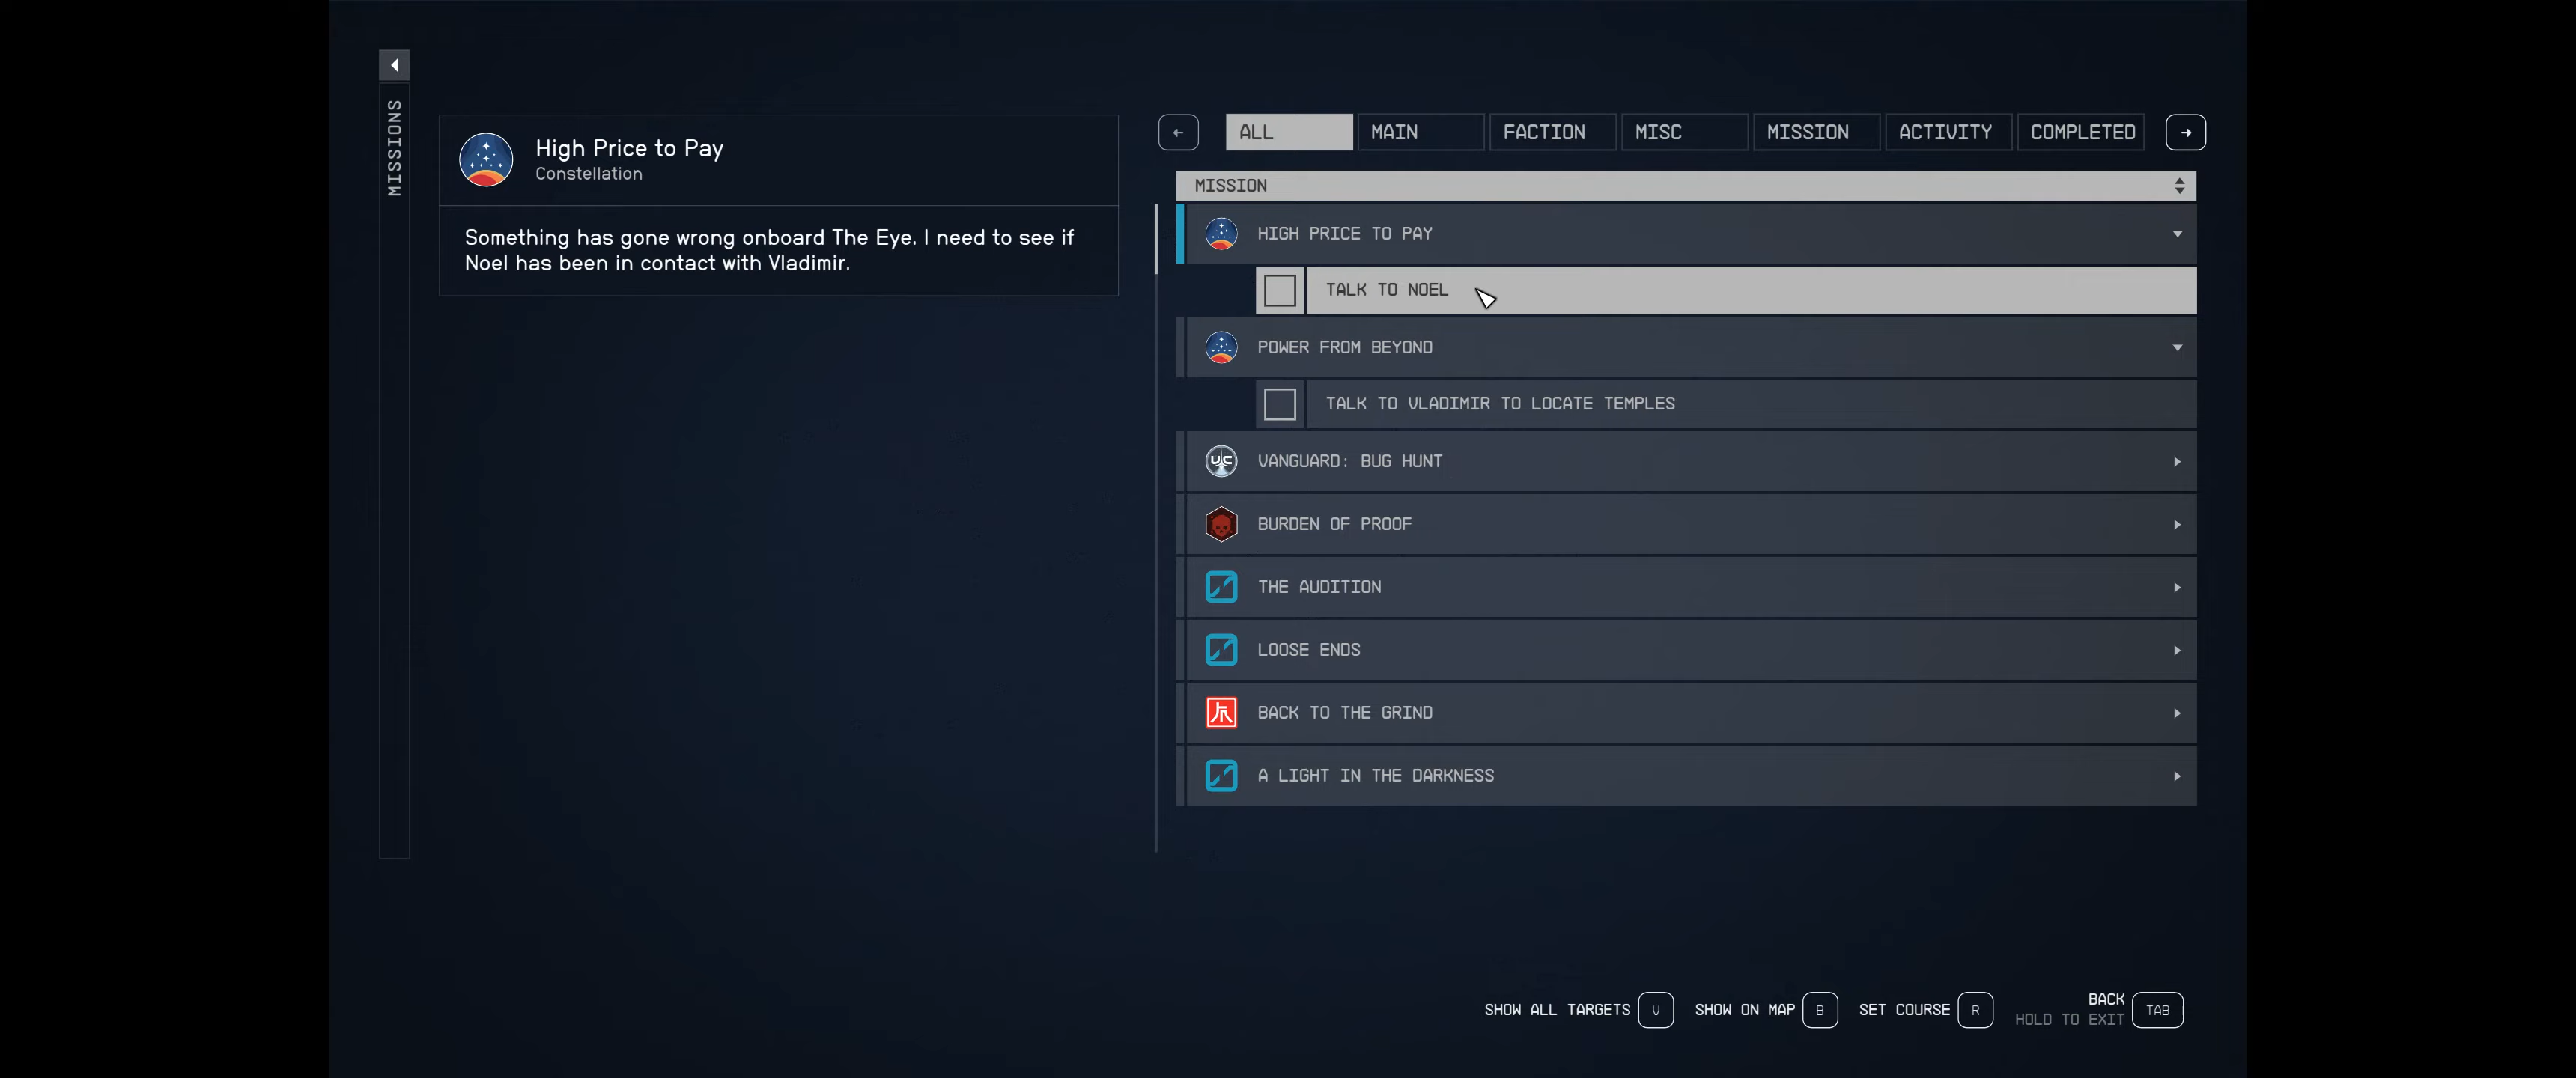 MISSIONS
High Price to Pay
Constellation
Something has gone wrong onboard The Eye. I need to see if
Noel has been in contact with Vladimir.
ALL
MAIN
FACTION
MISC
MISSION
ACTIVITY
COMPLETED
MISSION
HIGH PRICE TO PAY
TALK TO NOEL
POWER FROM BEYOND
TALK TO VLADIMIR TO LOCATE TEMPLES
UC
VANGUARD: BUG HUNT
BURDEN OF PROOF
THE AUDITION
LOOSE ENDS
BACK TO THE GRIND
A LIGHT IN THE DARKNESS
SHOW ALL TARGETS V
SHOW ON MAP B
SET COURSE R
BACK
HOLD TO EXIT
TAB